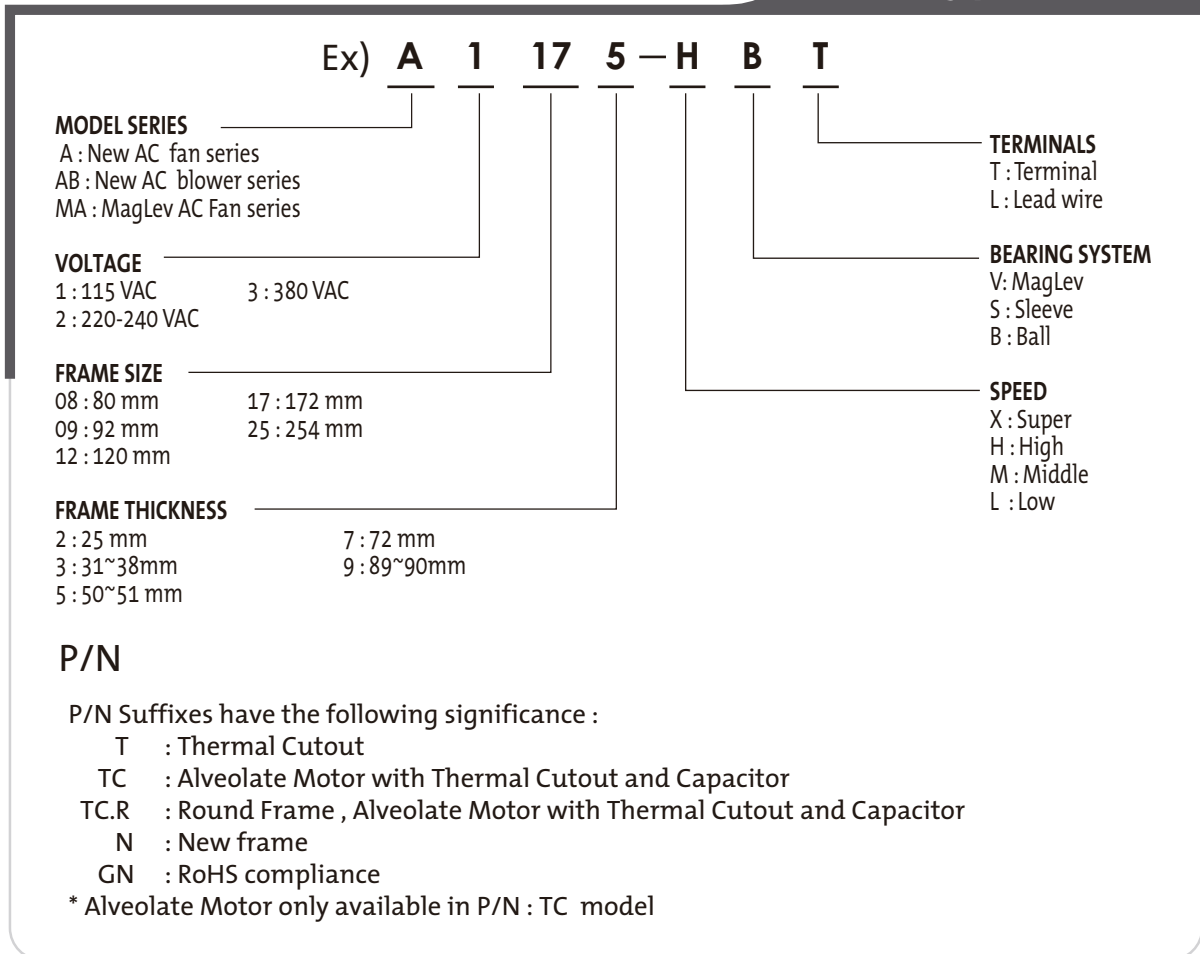 Ex) A 1 17 5 — H B T
MODEL SERIES
A : New AC fan series
AB : New AC blower series
MA : MagLev AC Fan series
VOLTAGE
1 : 115 VAC 3 : 380 VAC
2 : 220-240 VAC
FRAME SIZE
08 : 80 mm 17 : 172 mm
09 : 92 mm 25 : 254 mm
12 : 120 mm
FRAME THICKNESS
2 : 25 mm 7 : 72 mm
3 : 31~38mm 9 : 89~90mm
5 : 50~51 mm
TERMINALS
T : Terminal
L : Lead wire
BEARING SYSTEM
V: MagLev
S : Sleeve
B : Ball
SPEED
X : Super
H : High
M : Middle
L : Low
P/N
P/N Suffixes have the following significance :
T : Thermal Cutout
TC : Alveolate Motor with Thermal Cutout and Capacitor
TC.R : Round Frame , Alveolate Motor with Thermal Cutout and Capacitor
N : New frame
GN : RoHS compliance
* Alveolate Motor only available in P/N : TC model